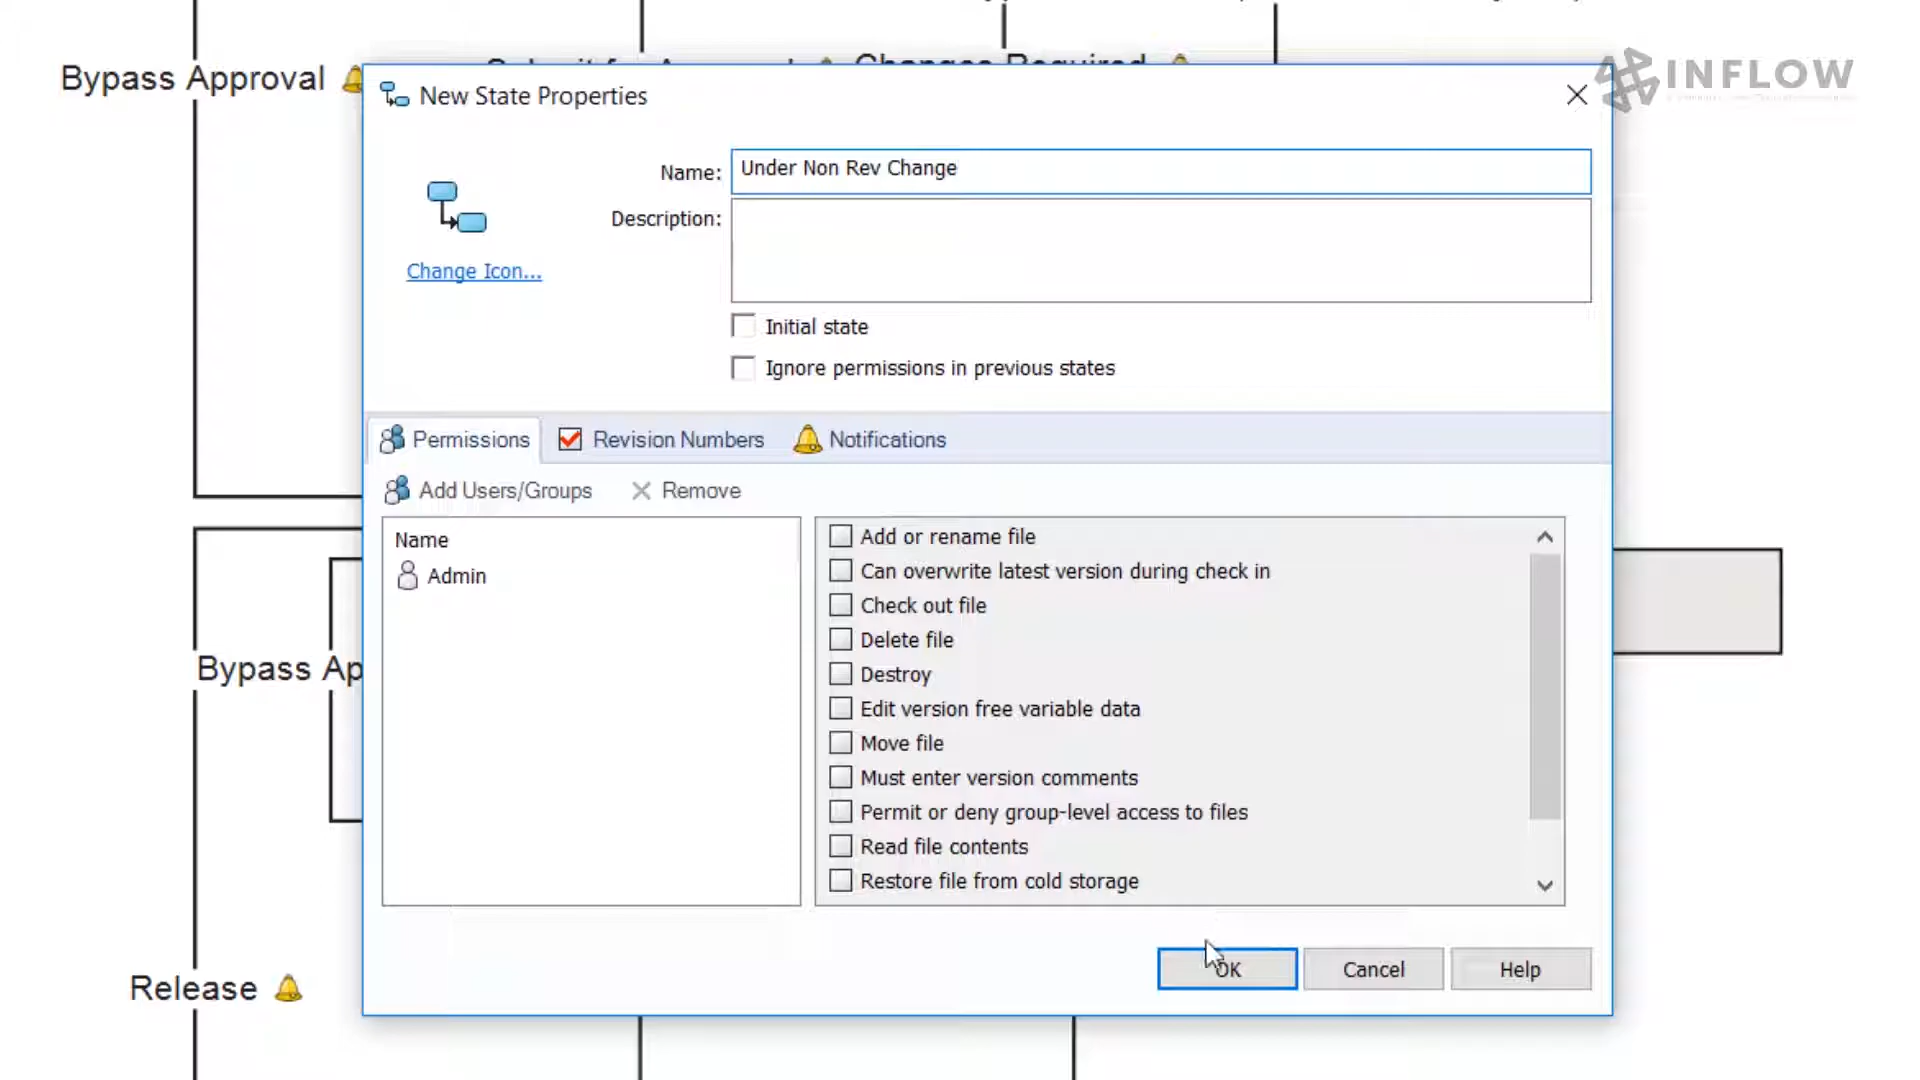 Bypass Approval
Changes Required
INFLOW
New State Properties
Name: Under Non Rev Change
Description:
Change Icon...
Initial state
Ignore permissions in previous states
Permissions Revision Numbers Notifications
Add Users/Groups Remove
Name
Admin
Add or rename file
Can overwrite latest version during check in
Check out file
Delete file
Destroy
Edit version free variable data
Move file
Must enter version comments
Permit or deny group-level access to files
Read file contents
Restore file from cold storage
Bypass Ap
Release
OK Cancel Help